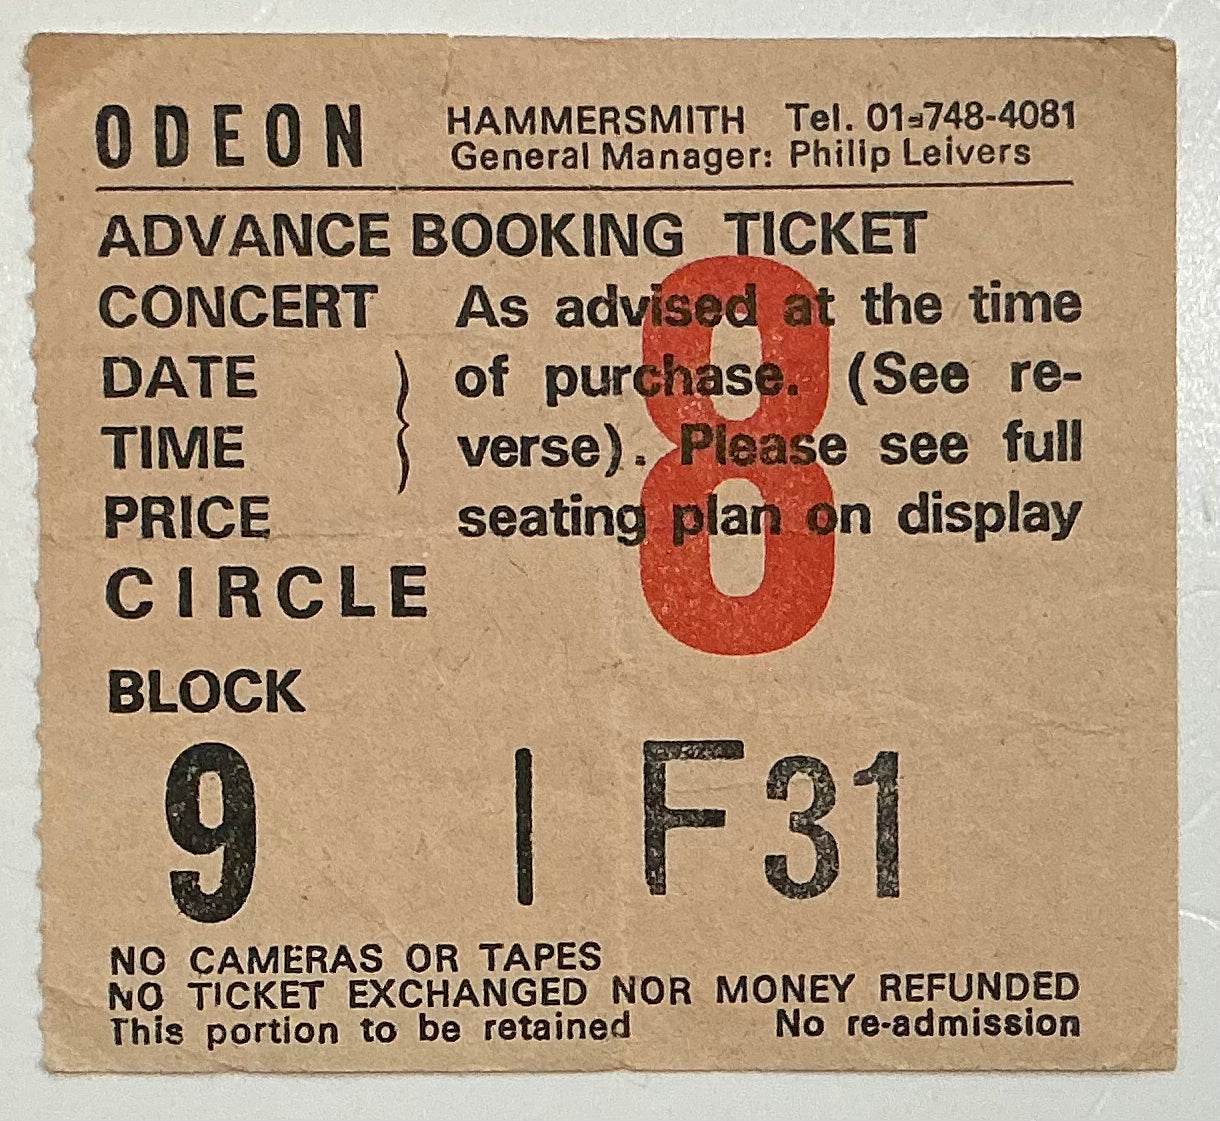 ODEON HAMMERSMITH Tel. 01-748-4081
General Manager: Philip Leivers
ADVANCE BOOKING TICKET
CONCERT As advised at the time
DATE of purchase. (See re-
TIME } verse). Please see full
PRICE seating plan on display
8
CIRCLE
BLOCK
9 | F 31
NO CAMERAS OR TAPES
NO TICKET EXCHANGED NOR MONEY REFUNDED
This portion to be retained No re-admission